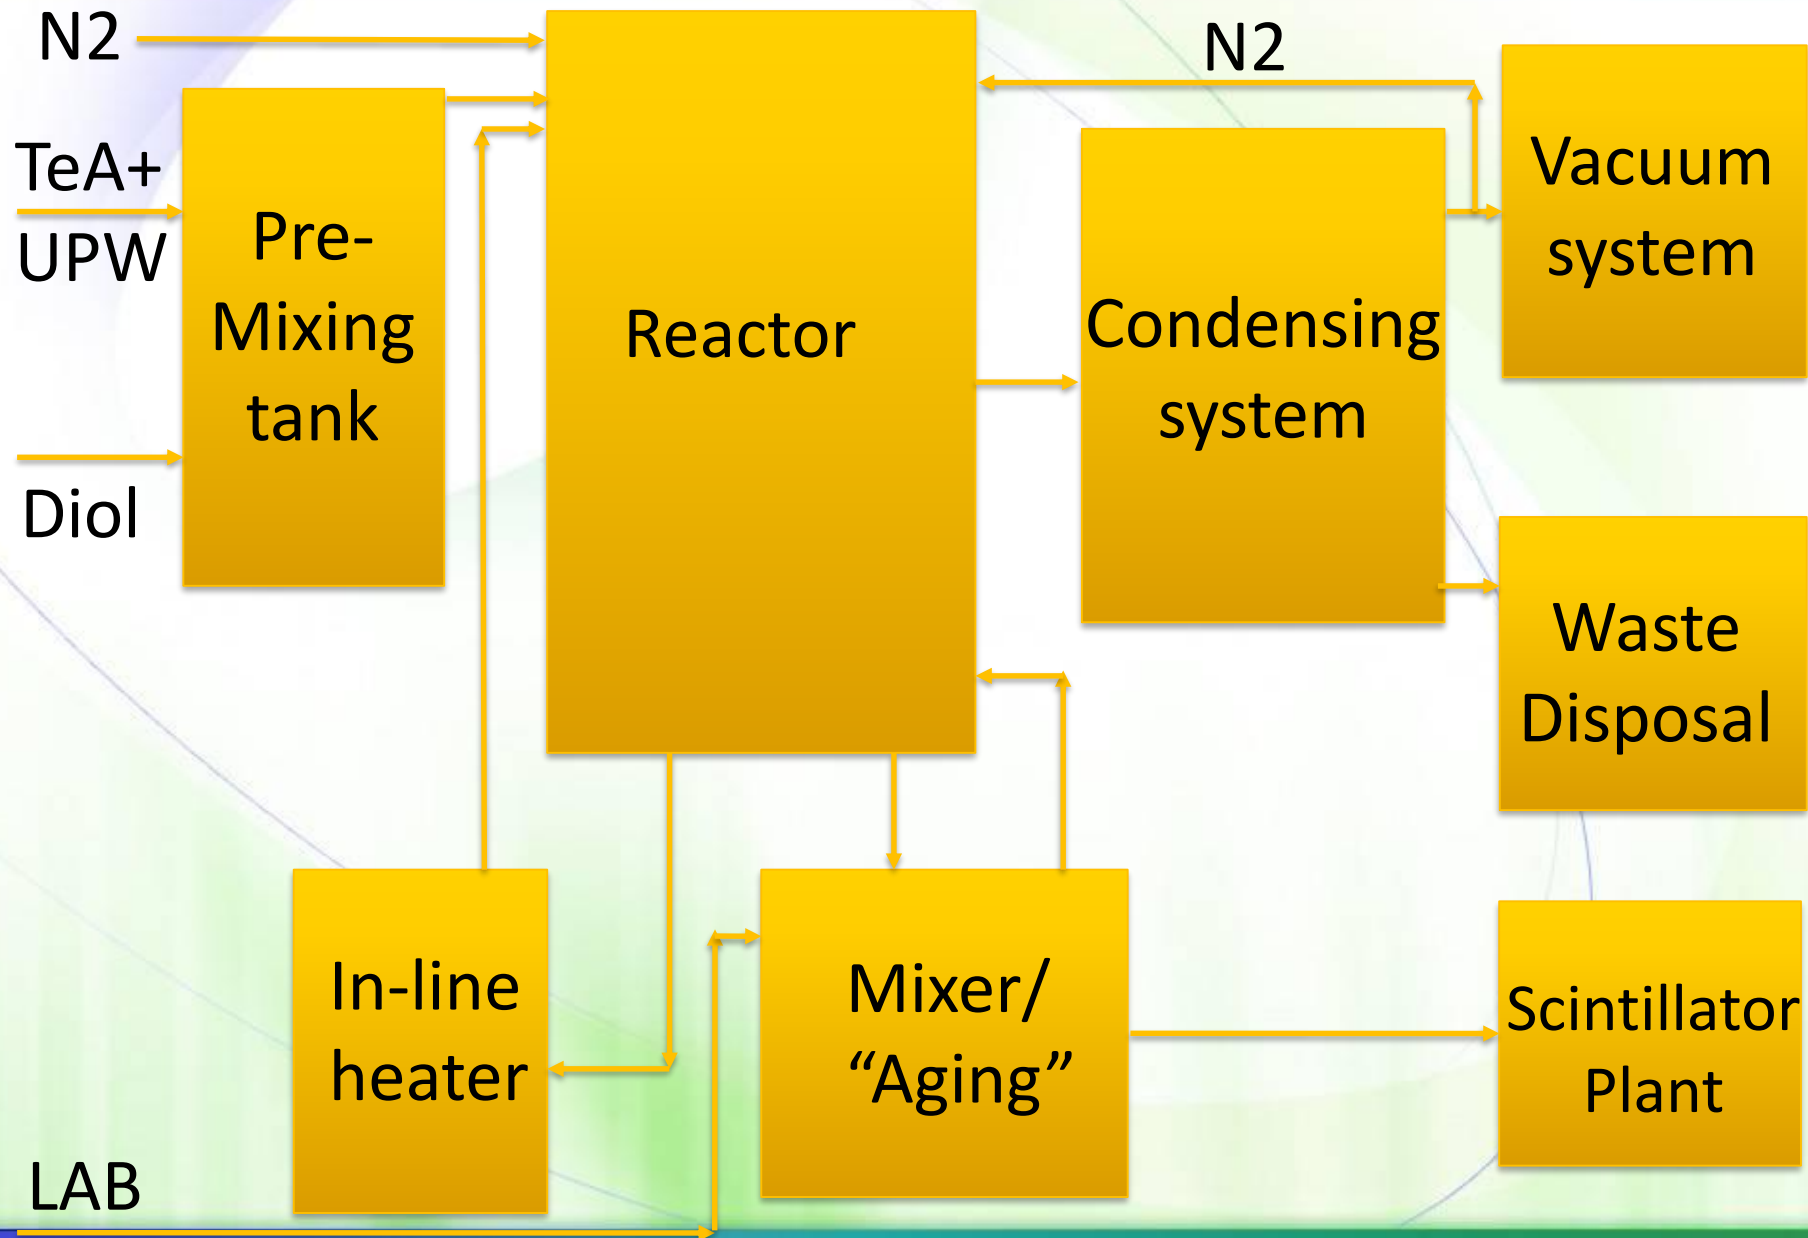 N2
TeA+
UPW
Diol
Pre-
Mixing
tank
Reactor
N2
Condensing
system
Vacuum
system
Waste
Disposal
In-line
heater
Mixer/
“Aging”
Scintillator
Plant
LAB